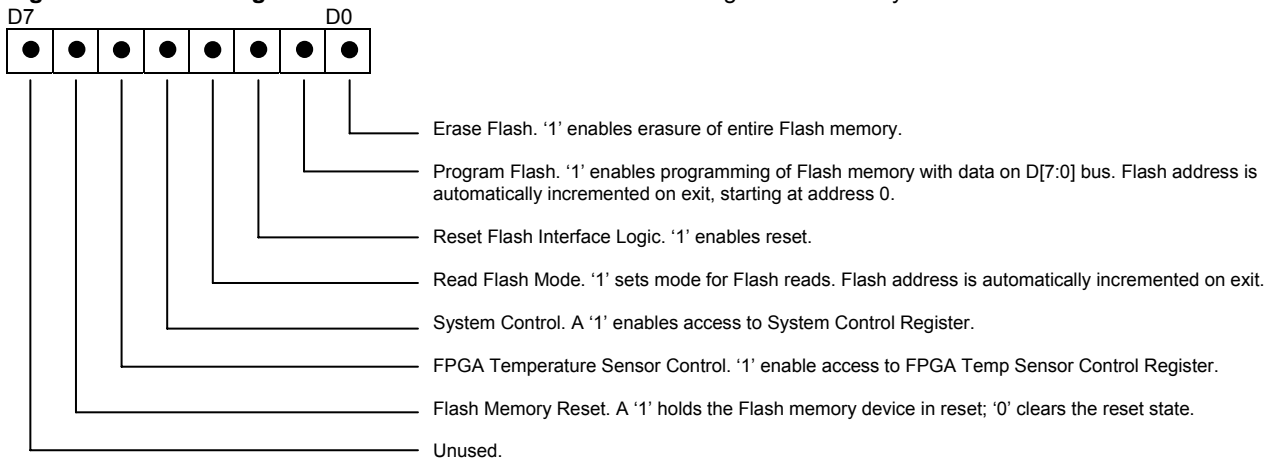 D7 D0
Erase Flash. ‘1’ enables erasure of entire Flash memory.
Program Flash. ‘1’ enables programming of Flash memory with data on D[7:0] bus. Flash address is
automatically incremented on exit, starting at address 0.
Reset Flash Interface Logic. ‘1’ enables reset.
Read Flash Mode. ‘1’ sets mode for Flash reads. Flash address is automatically incremented on exit.
System Control. A ‘1’ enables access to System Control Register.
FPGA Temperature Sensor Control. ‘1’ enable access to FPGA Temp Sensor Control Register.
Flash Memory Reset. A ‘1’ holds the Flash memory device in reset; ‘0’ clears the reset state.
Unused.